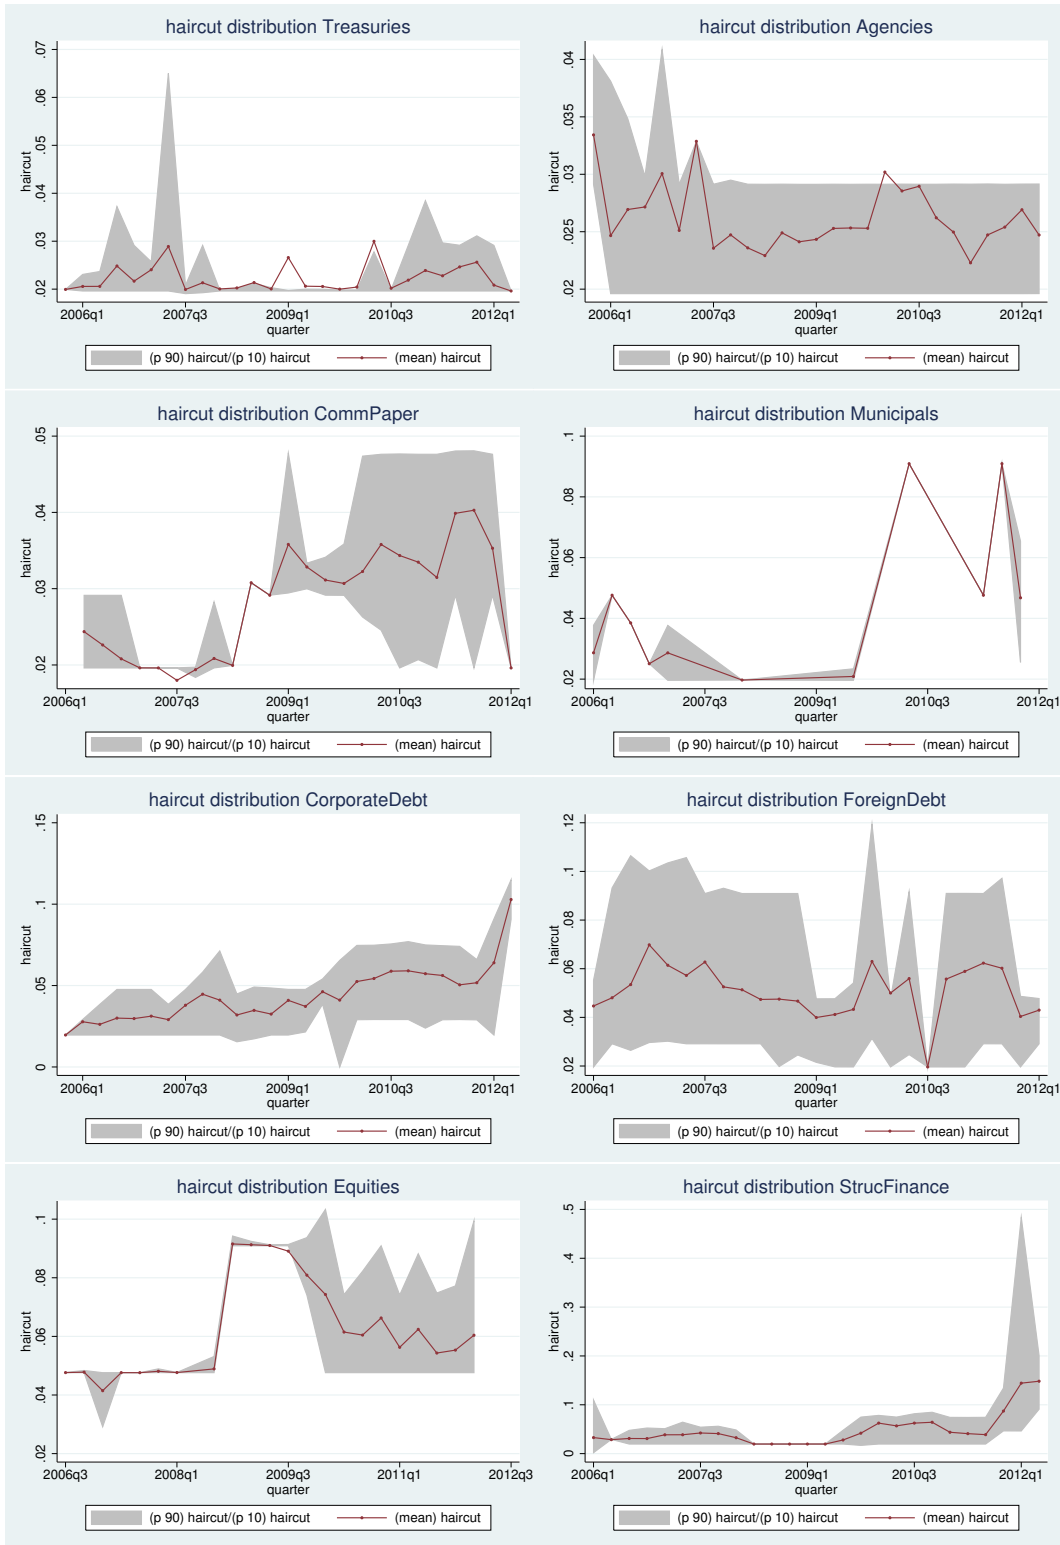 haircut distribution Treasuries
.07
.06
.05
.04
.03
.02
haircut
2006q1 2007q3 2009q1 2010q3 2012q1
quarter
(p 90) haircut/(p 10) haircut (mean) haircut
haircut distribution Agencies
.04
.035
.03
.025
.02
haircut
2006q1 2007q3 2009q1 2010q3 2012q1
quarter
(p 90) haircut/(p 10) haircut (mean) haircut
haircut distribution CommPaper
.05
.04
.03
.02
haircut
2006q1 2007q3 2009q1 2010q3 2012q1
quarter
(p 90) haircut/(p 10) haircut (mean) haircut
haircut distribution Municipals
.1
.08
.06
.04
.02
haircut
2006q1 2007q3 2009q1 2010q3 2012q1
quarter
(p 90) haircut/(p 10) haircut (mean) haircut
haircut distribution CorporateDebt
.15
.1
.05
0
haircut
2006q1 2007q3 2009q1 2010q3 2012q1
quarter
(p 90) haircut/(p 10) haircut (mean) haircut
haircut distribution ForeignDebt
.12
.1
.08
.06
.04
.02
haircut
2006q1 2007q3 2009q1 2010q3 2012q1
quarter
(p 90) haircut/(p 10) haircut (mean) haircut
haircut distribution Equities
.1
.08
.06
.04
.02
haircut
2006q3 2008q1 2009q3 2011q1 2012q3
quarter
(p 90) haircut/(p 10) haircut (mean) haircut
haircut distribution StrucFinance
.5
.4
.3
.2
.1
0
haircut
2006q1 2007q3 2009q1 2010q3 2012q1
quarter
(p 90) haircut/(p 10) haircut (mean) haircut